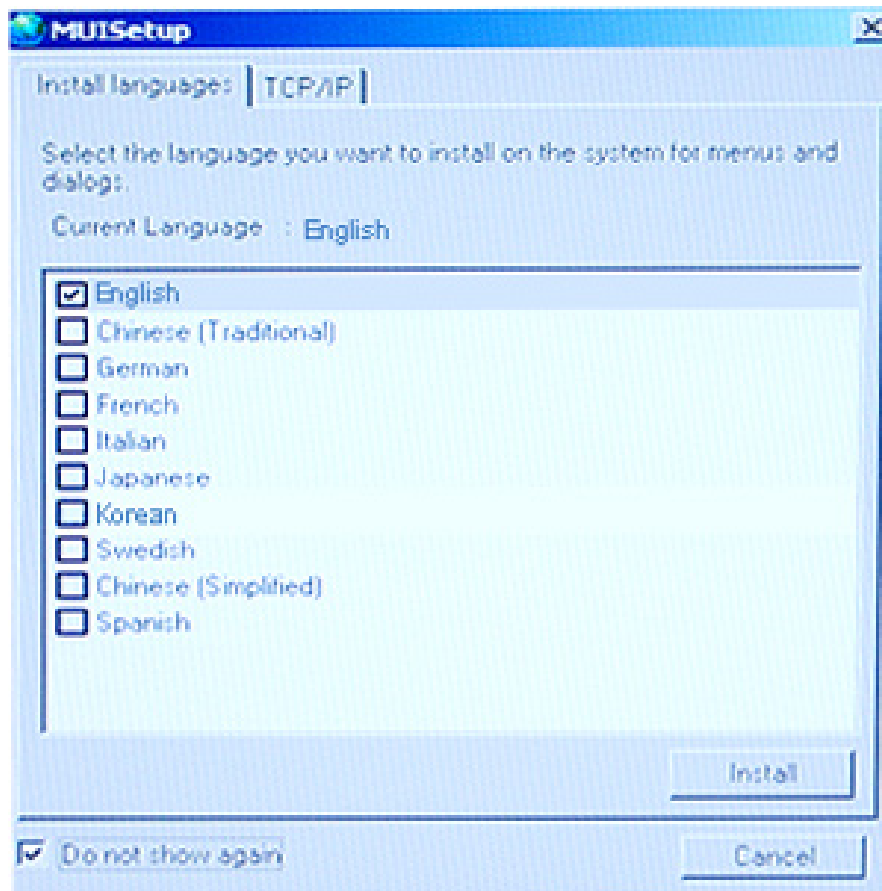 MUISetup
Install languages TCP/IP
Select the language you want to install on the system for menus and
dialogs.
Current Language : English
English
Chinese (Traditional)
German
French
Italian
Japanese
Korean
Swedish
Chinese (Simplified)
Spanish
Install
Do not show again
Cancel